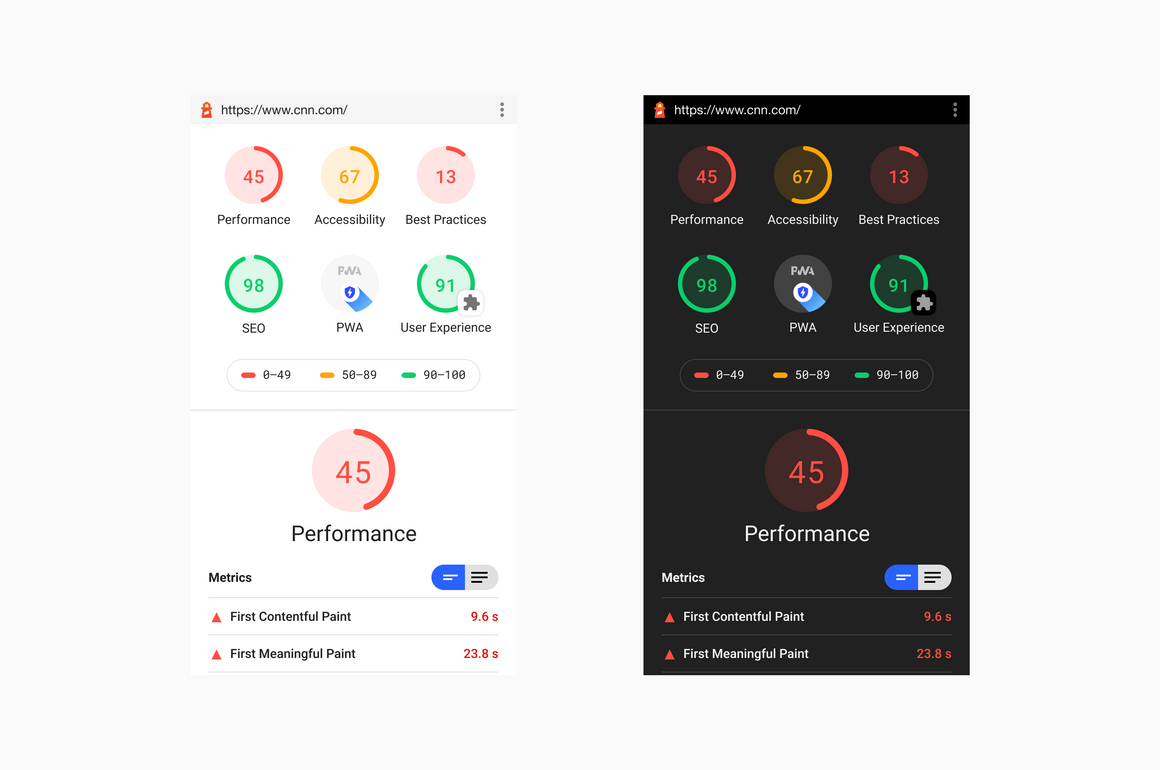 https://www.cnn.com/
45 67 13
Performance Accessibility Best Practices
98 PWA 91
SEO PWA User Experience
0–49 50–89 90–100
45
Performance
Metrics
First Contentful Paint 9.6 s
First Meaningful Paint 23.8 s
https://www.cnn.com/
45 67 13
Performance Accessibility Best Practices
98 PWA 91
SEO PWA User Experience
0–49 50–89 90–100
45
Performance
Metrics
First Contentful Paint 9.6 s
First Meaningful Paint 23.8 s